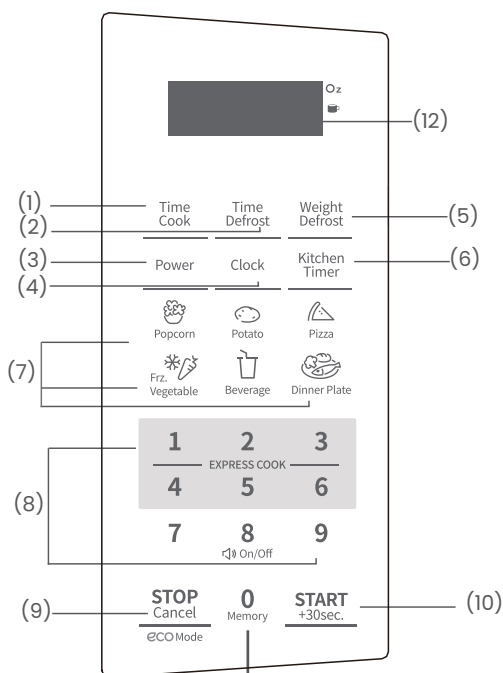 Oz
(12)
(1)
Time
Cook
Time
Defrost
Weight
Defrost
(2)
(5)
(3)
Power
Clock
Kitchen
Timer
(6)
(4)
Popcorn
Potato
Pizza
(7)
Frz.
Vegetable
Beverage
Dinner Plate
1
2
3
EXPRESS COOK
4
5
6
(8)
7
8
9
On/Off
(9)
STOP
Cancel
0
Memory
START
+30sec.
(10)
eco Mode